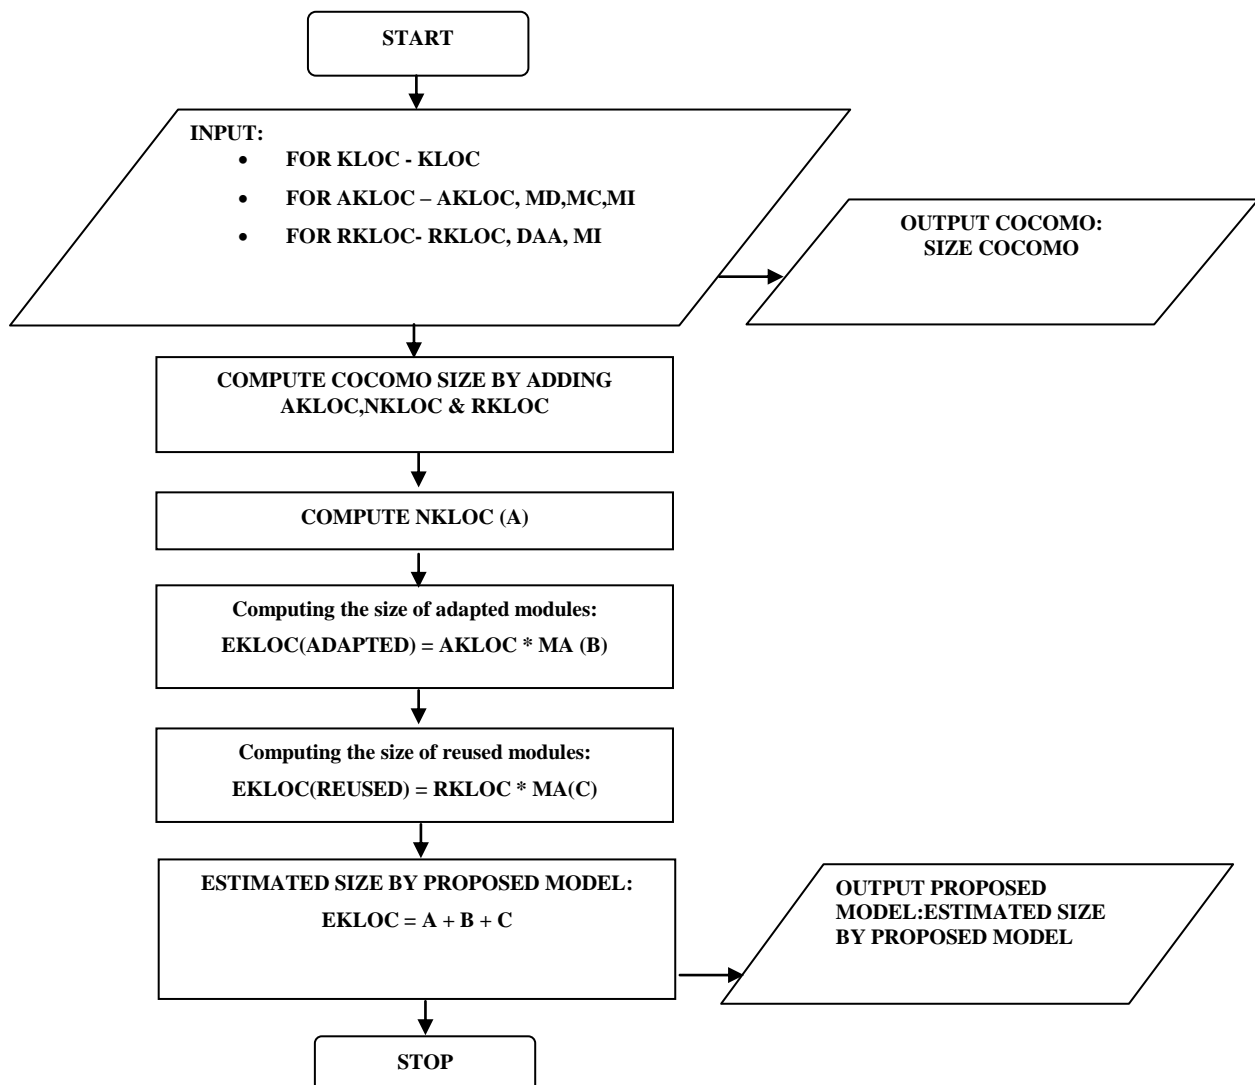 START
INPUT:
• FOR KLOC - KLOC
• FOR AKLOC – AKLOC, MD,MC,MI
• FOR RKLOC- RKLOC, DAA, MI
OUTPUT COCOMO:
SIZE COCOMO
COMPUTE COCOMO SIZE BY ADDING
AKLOC,NKLOC & RKLOC
COMPUTE NKLOC (A)
Computing the size of adapted modules:
EKLOC(ADAPTED) = AKLOC * MA (B)
Computing the size of reused modules:
EKLOC(REUSED) = RKLOC * MA(C)
ESTIMATED SIZE BY PROPOSED MODEL:
EKLOC = A + B + C
OUTPUT PROPOSED
MODEL:ESTIMATED SIZE
BY PROPOSED MODEL
STOP